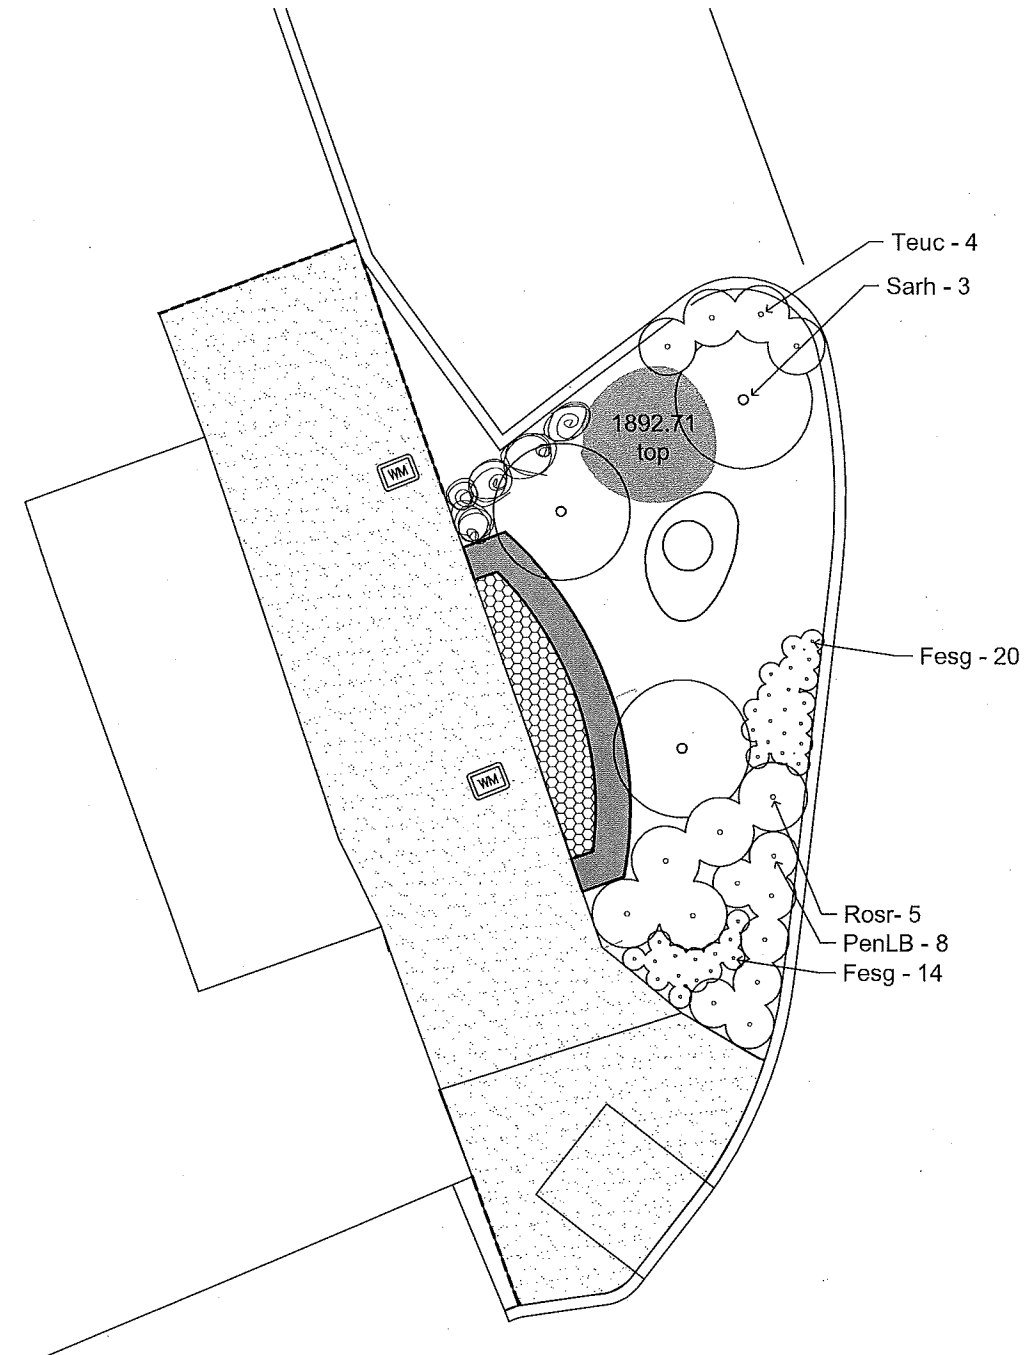 Teuc - 4
Sarh - 3
1892.71
top
WM
Fesg - 20
WM
Rosr- 5
PenLB - 8
Fesg - 14